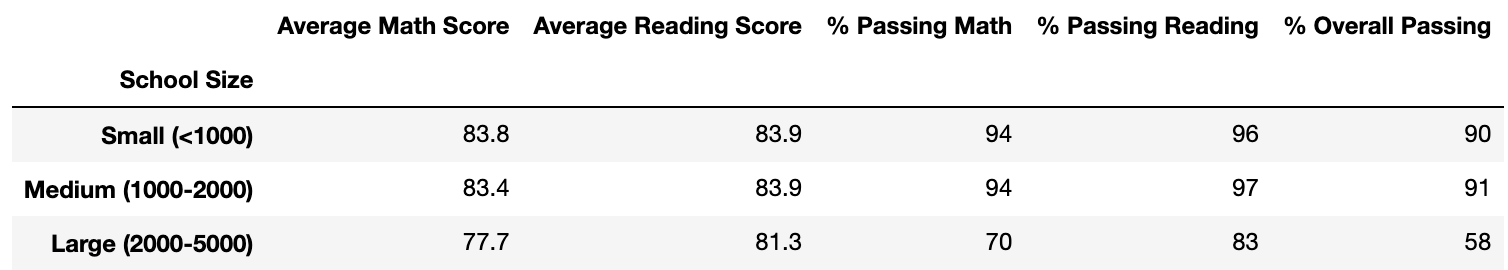 Average Math Score Average Reading Score % Passing Math % Passing Reading % Overall Passing
School Size
Small (<1000) 83.8 83.9 94 96 90
Medium (1000-2000) 83.4 83.9 94 97 91
Large (2000-5000) 77.7 81.3 70 83 58